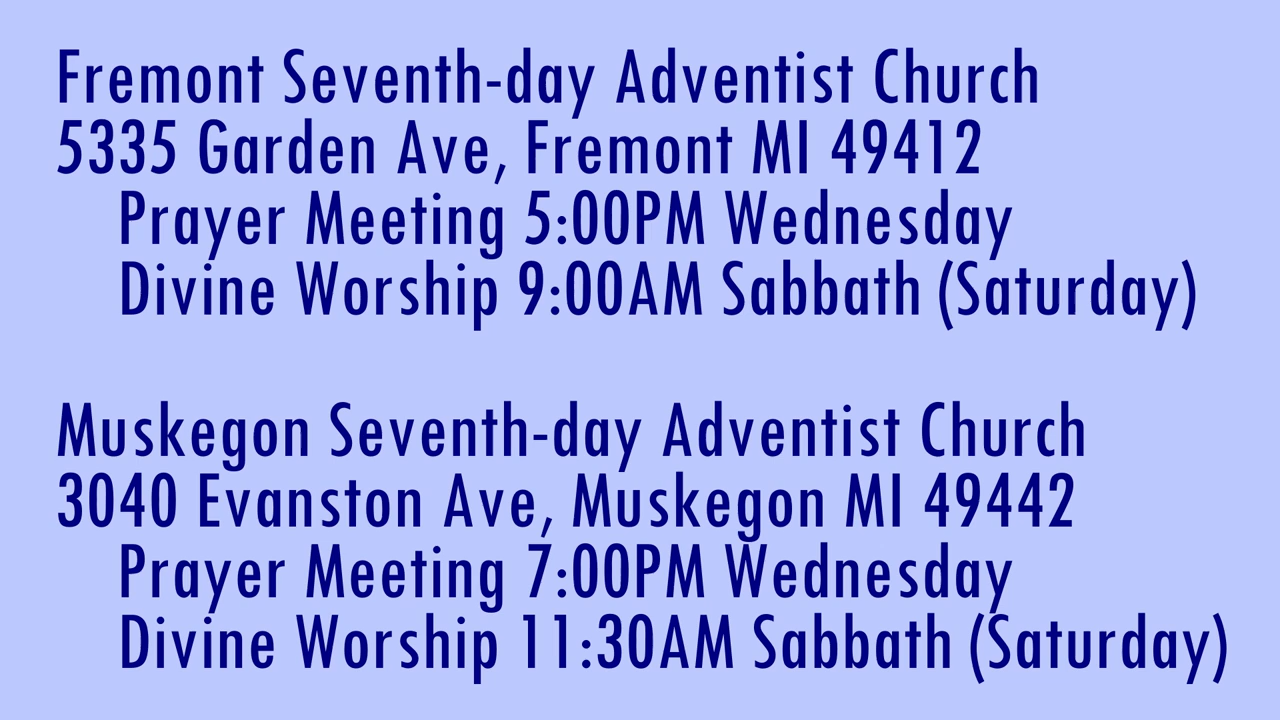 Fremont Seventh-day Adventist Church
5335 Garden Ave, Fremont MI 49412
Prayer Meeting 5:00PM Wednesday
Divine Worship 9:00AM Sabbath (Saturday)
Muskegon Seventh-day Adventist Church
3040 Evanston Ave, Muskegon MI 49442
Prayer Meeting 7:00PM Wednesday
Divine Worship 11:30AM Sabbath (Saturday)